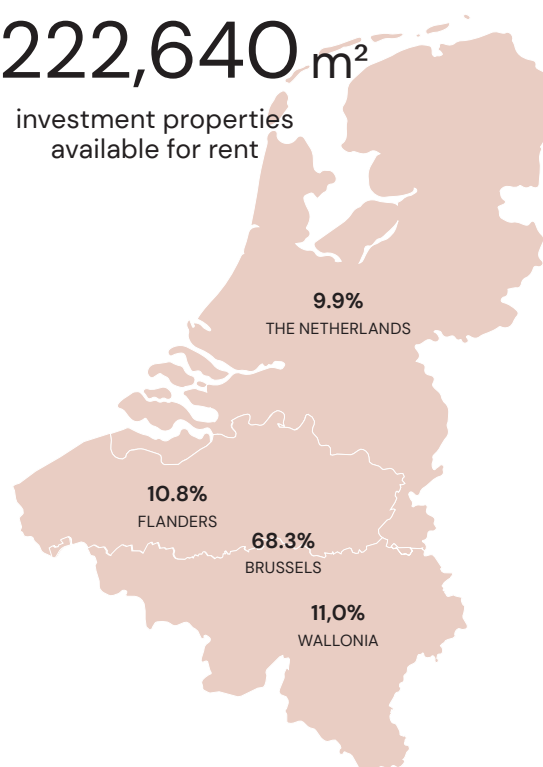 222,640 m²
investment properties
available for rent
9.9%
THE NETHERLANDS
10.8%
FLANDERS
68.3%
BRUSSELS
11,0%
WALLONIA